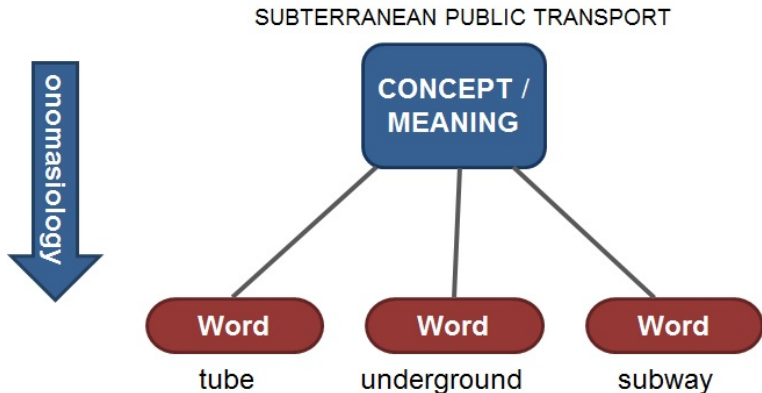 SUBTERRANEAN PUBLIC TRANSPORT
onomasiology
CONCEPT /
MEANING
Word Word Word
tube underground subway